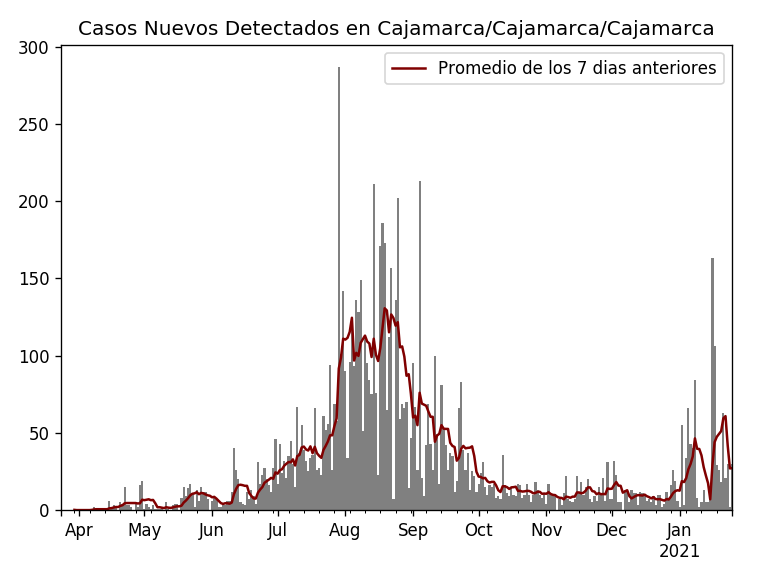 Casos Nuevos Detectados en Cajamarca/Cajamarca/Cajamarca
Promedio de los 7 dias anteriores
300
250
200
150
100
50
0
Apr May Jun Jul Aug Sep Oct Nov Dec Jan
2021